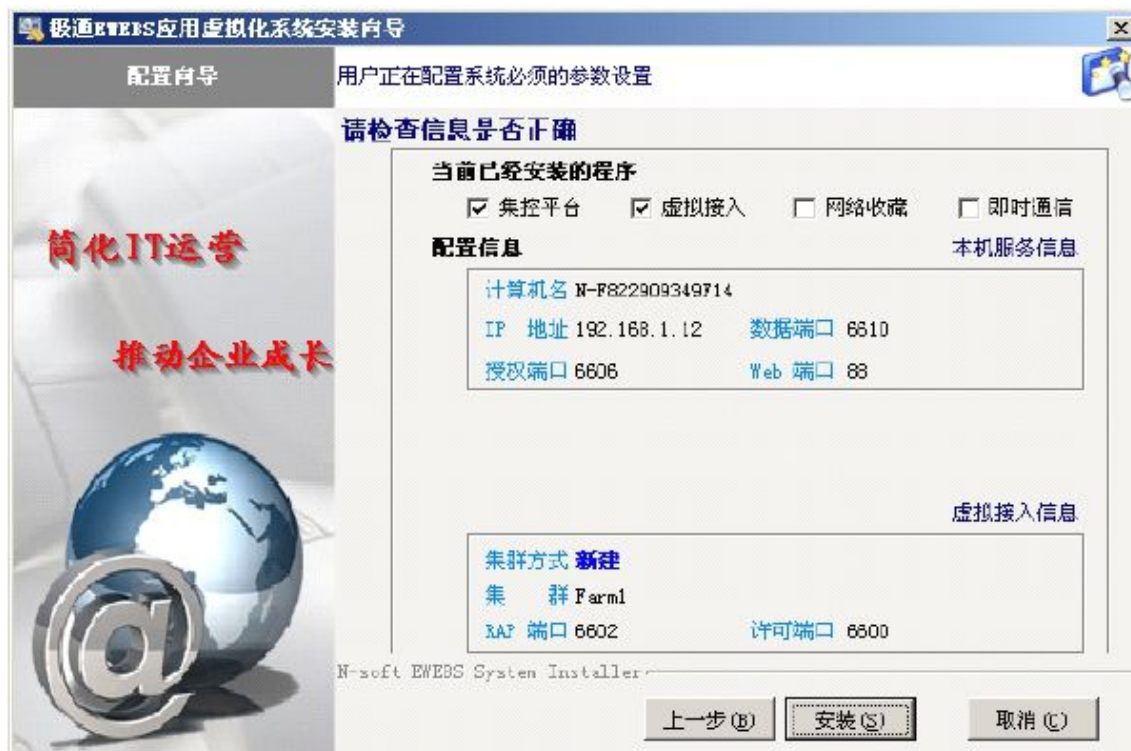 极通EWEBS应用虚拟化系统安装向导
配置向导
用户正在配置系统必须的参数设置
请检查信息是否正确
当前已经安装的程序
集控平台 虚拟接入 网络收藏 即时通信
配置信息 本机服务信息
计算机名 N-F822909349F14
IP 地址 192.168.1.12 数据端口 6610
授权端口 6606 Web 端口 88
简化IT运营
推动企业成长
虚拟接入信息
集群方式 新建
集 群 Farm1
RAP 端口 6602 许可端口 6600
N-soft EWEBS System Installer
上一步(B) 安装(S) 取消(C)